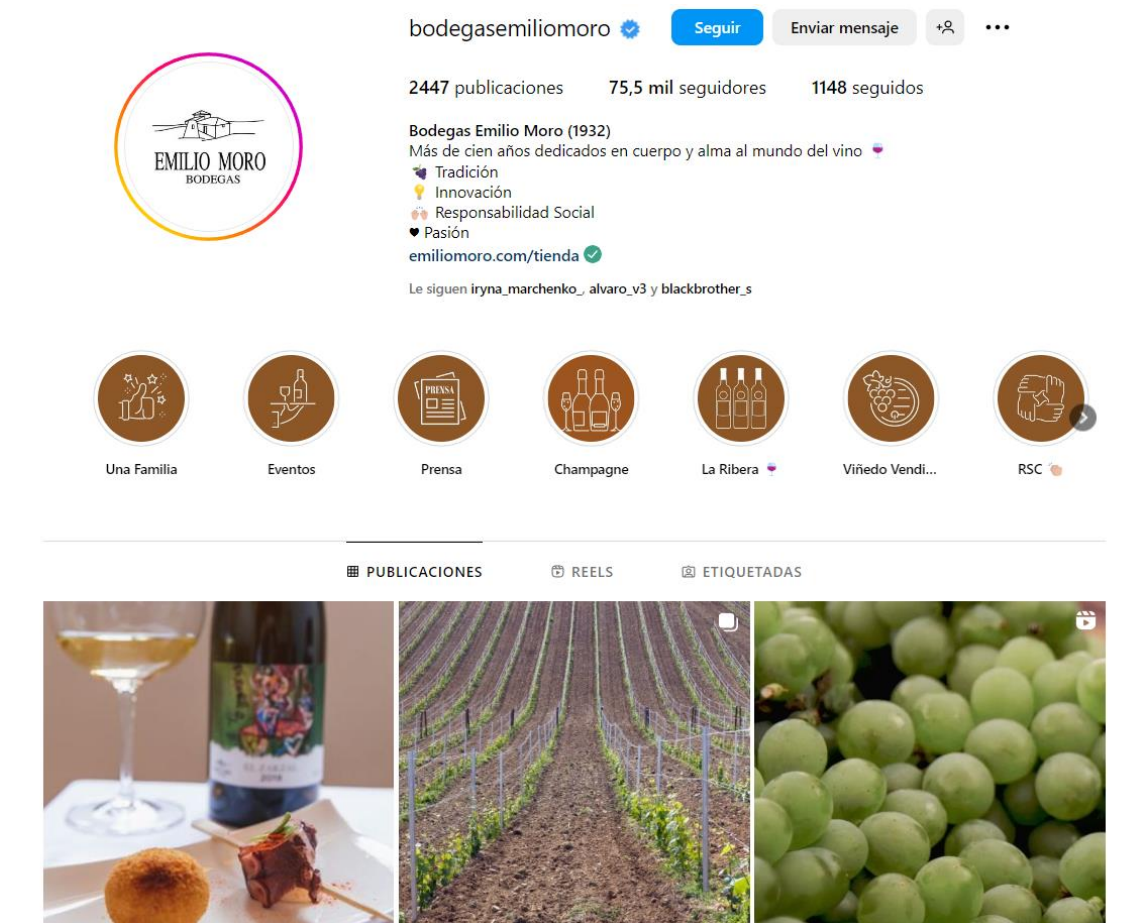 bodegasemiliomoro Seguir Enviar mensaje
2447 publicaciones 75,5 mil seguidores 1148 seguidos
EMILIO MORO
BODEGAS
Bodegas Emilio Moro (1932)
Más de cien años dedicados en cuerpo y alma al mundo del vino 🍷
🍇 Tradición
💡 Innovación
🙌🏻 Responsabilidad Social
♥ Pasión
emiliomoro.com/tienda
Le siguen iryna_marchenko_, alvaro_v3 y blackbrother_s
PRENSA
Una Familia Eventos Prensa Champagne La Ribera 🍷 Viñedo Vendi... RSC 👏🏻
PUBLICACIONES REELS ETIQUETADAS
EL ZARZAL
2018